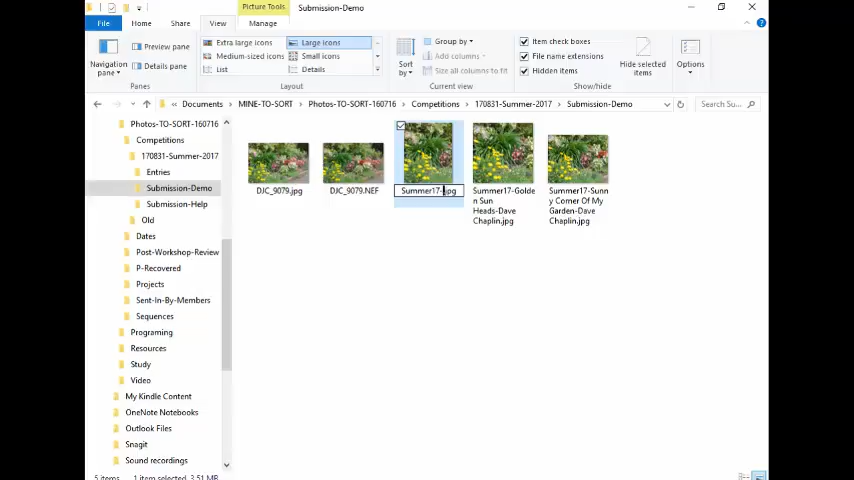 Picture Tools
Submission-Demo
File
Home
Share
View
Manage
Navigation pane
Preview pane
Details pane
Panes
Extra large icons
Large icons
Medium-sized icons
Small icons
List
Details
Layout
Sort by
Group by
Add columns
Size all columns to fit
Current view
Item check boxes
File name extensions
Hidden items
Hide selected items
Show/hide
Options
« Documents > MINE-TO-SORT > Photos-TO-SORT-160716 > Competitions > 170831-Summer-2017 > Submission-Demo
Search Su...
Photos-TO-SORT-160716
Competitions
170831-Summer-2017
Entries
Submission-Demo
Submission-Help
Old
Dates
Post-Workshop-Review
P-Recovered
Projects
Sent-In-By-Members
Sequences
Programing
Resources
Study
Video
My Kindle Content
OneNote Notebooks
Outlook Files
Snagit
Sound recordings
DJC_9079.jpg
DJC_9079.NEF
Summer17-.jpg
Summer17-Golde
n Sun
Heads-Dave
Chaplin.jpg
Summer17-Sunn
y Corner Of My
Garden-Dave
Chaplin.jpg
5 items
1 item selected, 3.51 MB